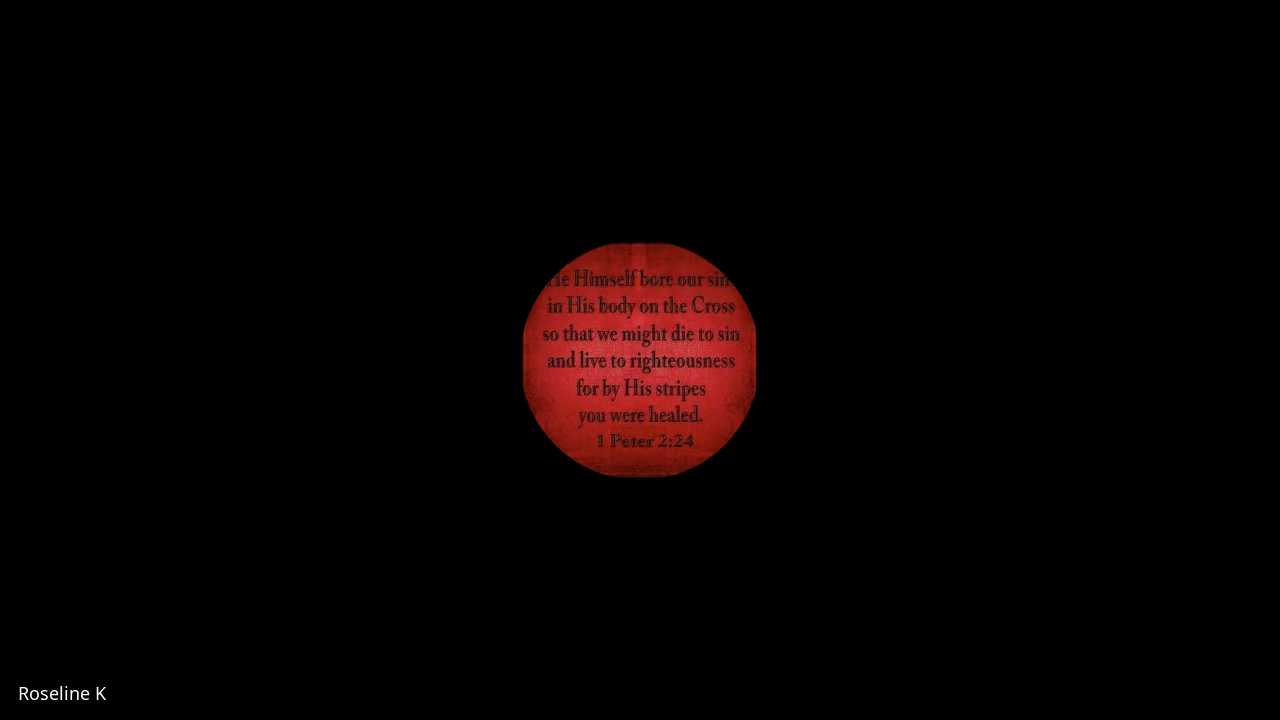 He Himself bore our sin
in His body on the Cross
so that we might die to sin
and live to righteousness
for by His stripes
you were healed.
1 Peter 2:24
Roseline K